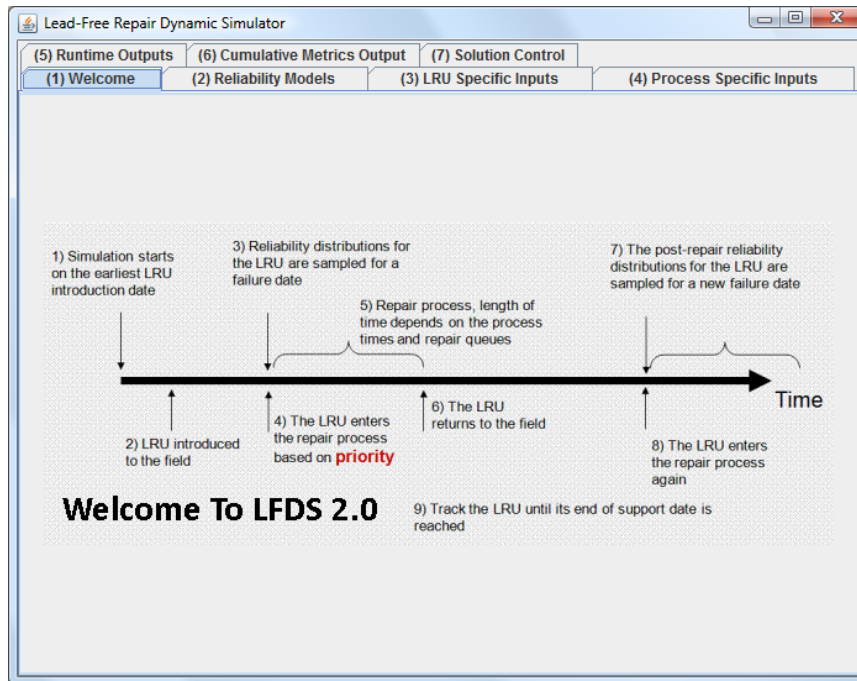 Lead-Free Repair Dynamic Simulator
(5) Runtime Outputs
(6) Cumulative Metrics Output
(7) Solution Control
(1) Welcome
(2) Reliability Models
(3) LRU Specific Inputs
(4) Process Specific Inputs
1) Simulation starts
on the earliest LRU
introduction date
3) Reliability distributions for
the LRU are sampled for a
failure date
5) Repair process, length of
time depends on the process
times and repair queues
7) The post-repair reliability
distributions for the LRU are
sampled for a new failure date
Time
2) LRU introduced
to the field
4) The LRU enters
the repair process
based on priority
6) The LRU
returns to the field
8) The LRU enters
the repair process
again
Welcome To LFDS 2.0
9) Track the LRU until its end of support date is
reached